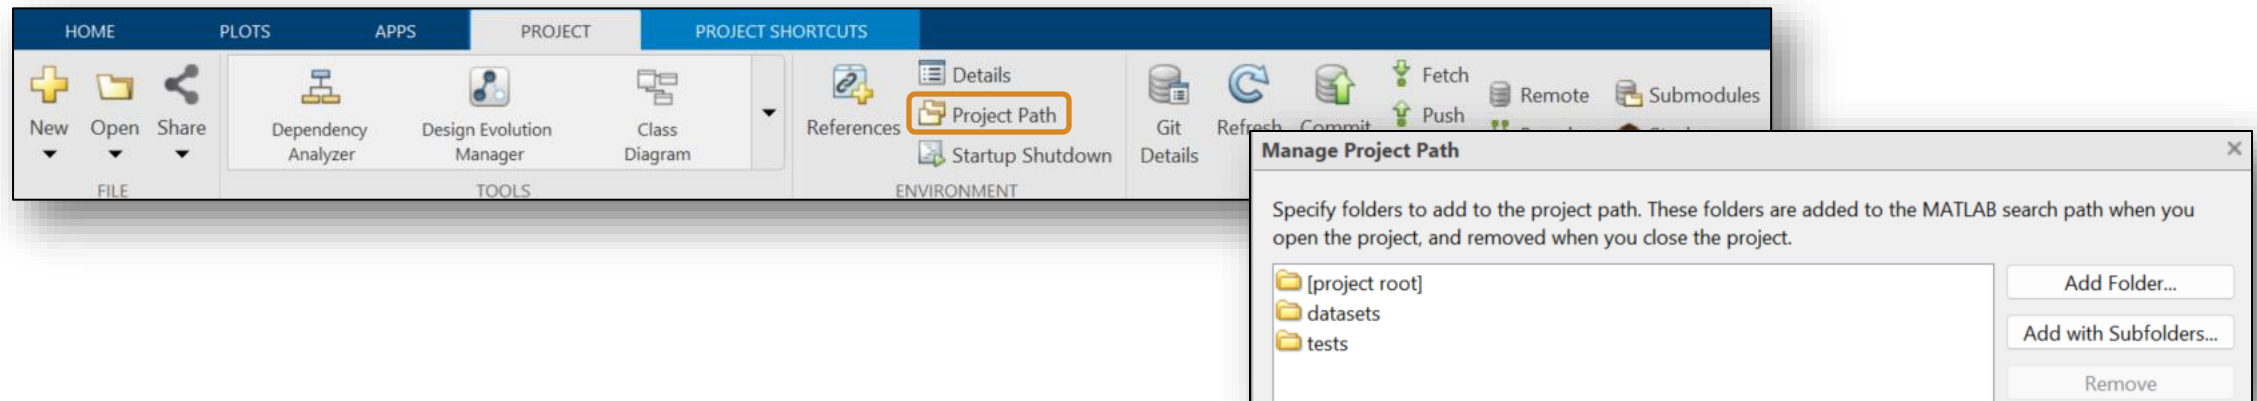 HOME PLOTS APPS PROJECT PROJECT SHORTCUTS
New Open Share
Dependency Analyzer
Design Evolution Manager
Class Diagram
References
Details
Project Path
Startup Shutdown
Git Details
Refresh
Commit
Fetch
Push
Remote
Submodules
FILE TOOLS ENVIRONMENT
Manage Project Path
Specify folders to add to the project path. These folders are added to the MATLAB search path when you
open the project, and removed when you close the project.
[project root]
datasets
tests
Add Folder...
Add with Subfolders...
Remove